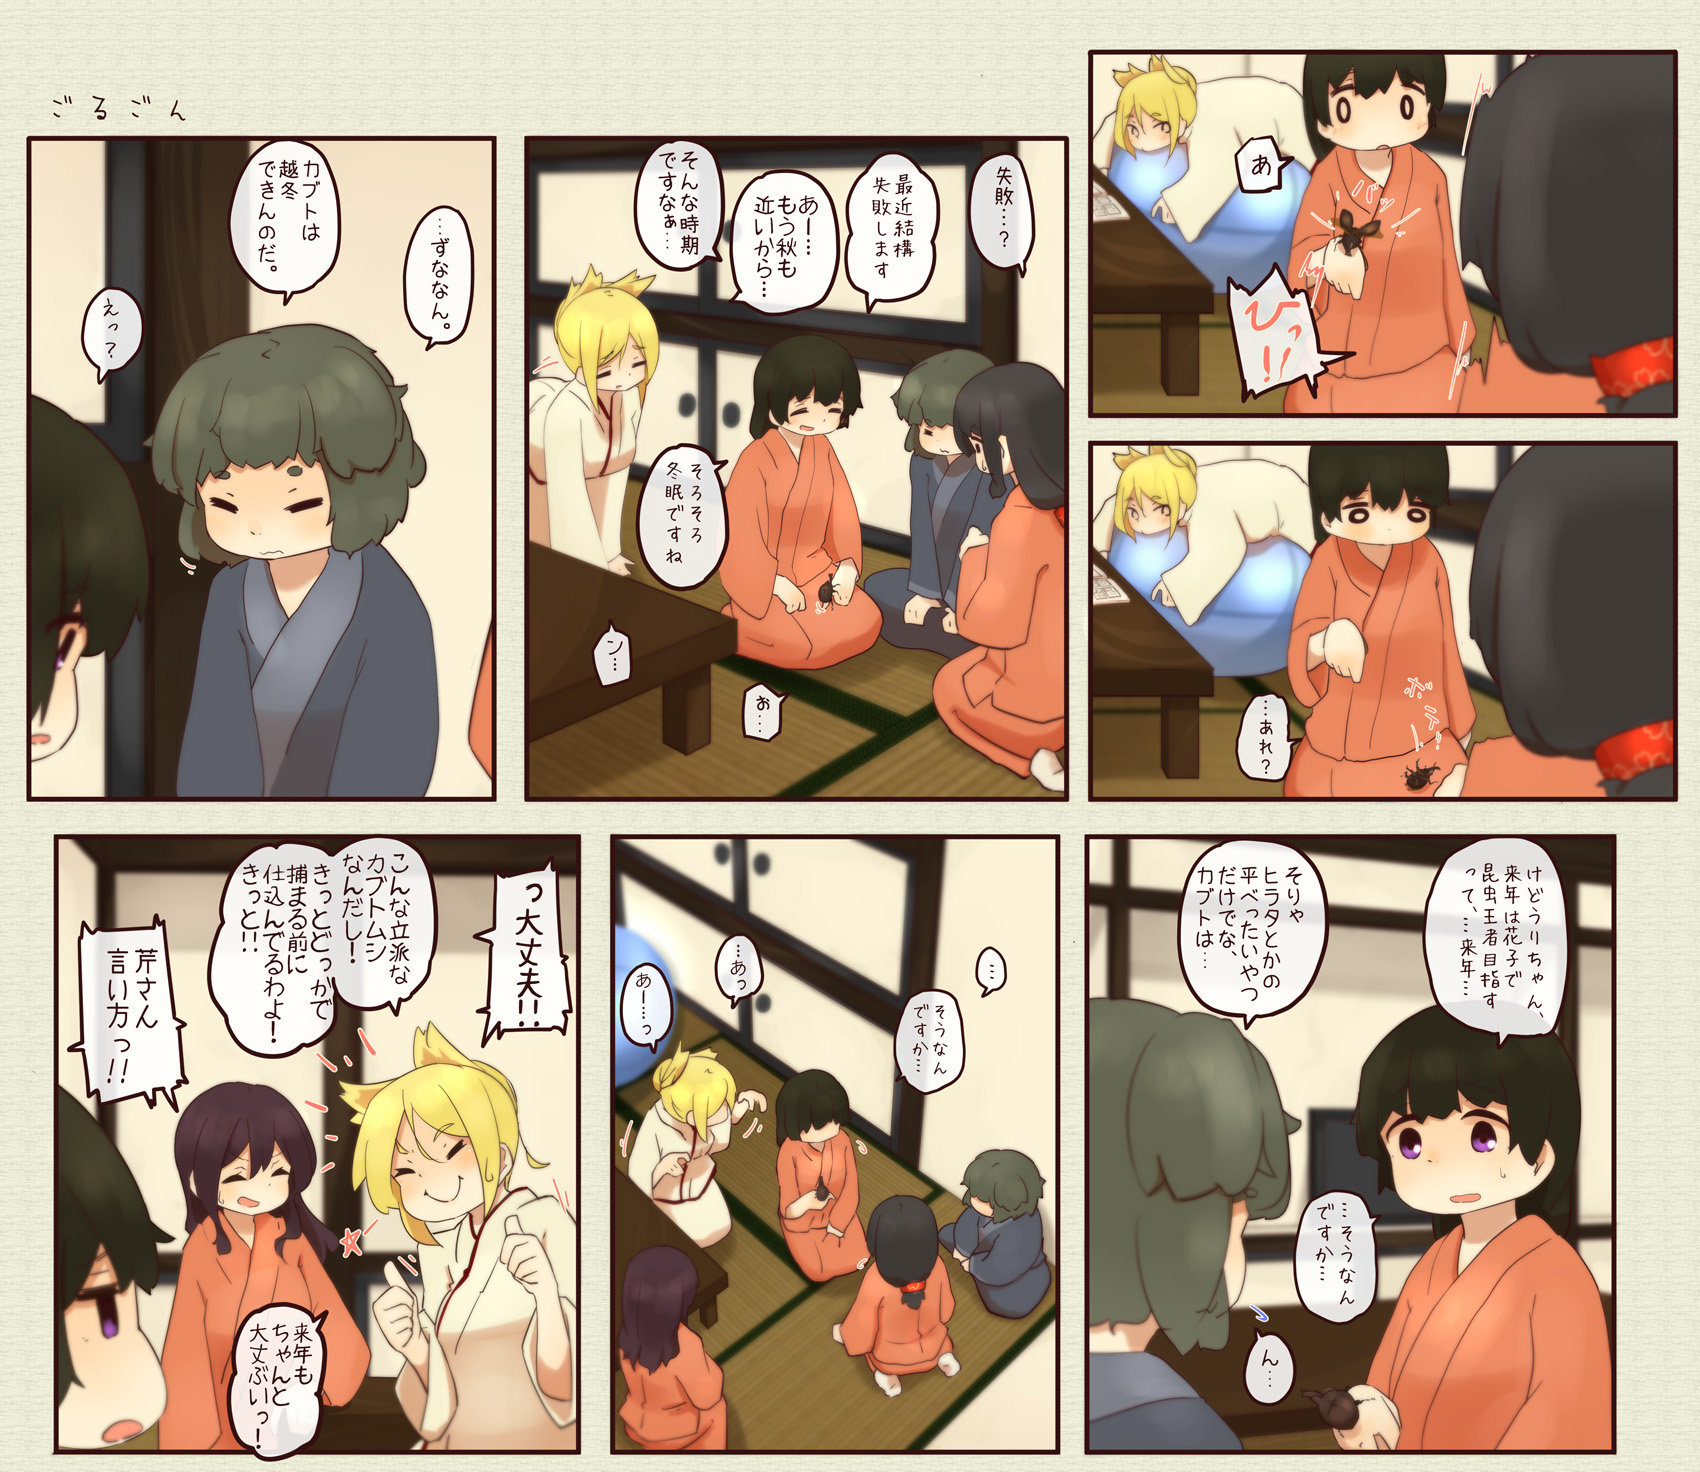 ごるごん
あ
バッ
ひっ!!
ボテッ
…あれ?
失敗…?
最近結構
失敗します
あー…
もう秋も
近いから…
そんな時期
ですなぁ…
そろそろ
冬眠ですね
ン…
お…
…ずななん。
カブトは
越冬
できんのだ。
えっ?
けどうりちゃん、
来年は花子で
昆虫王者目指す
って、…来年…
そりゃ
ヒラタとかの
平べったいやつ
だけでな、
カブトは…
…そうなん
ですか…
ん…
…
そうなん
ですか…
…あっ
あー…っ
っ大丈夫!!
こんな立派な
カブトムシ
なんだし!
きっとどっかで
捕まる前に
仕込んでるわよ!
きっと!!
芹さん
言い方っ!!
来年も
ちゃんと
大丈ぶいっ!